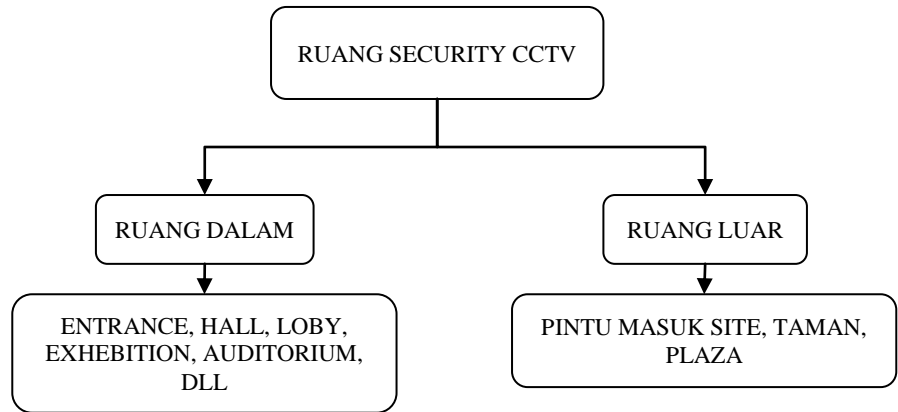 RUANG SECURITY CCTV
RUANG DALAM
RUANG LUAR
ENTRANCE, HALL, LOBY,
EXHEBITION, AUDITORIUM,
DLL
PINTU MASUK SITE, TAMAN,
PLAZA